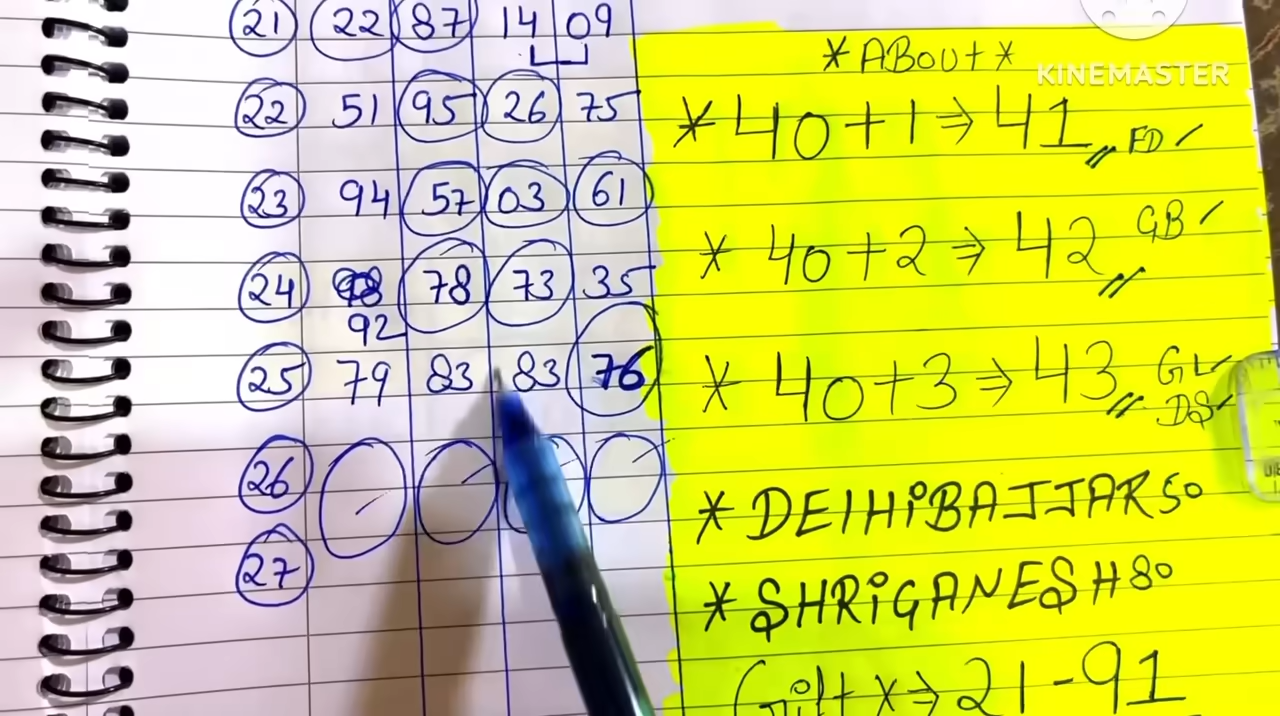 21 22 87 14 09
22 51 95 26 75
23 94 57 03 61
24 78 73 35
92
25 79 83 83 76
26
27
*ABOUt*
KINEMASTER
* 40+1⇒41 FD ✓
* 40+2⇒42 GB ✓
* 40+3⇒43 GL✓
DS✓
* DElHiBAJJAR50
* SHRiGANESH80
Gift x⇒21-91